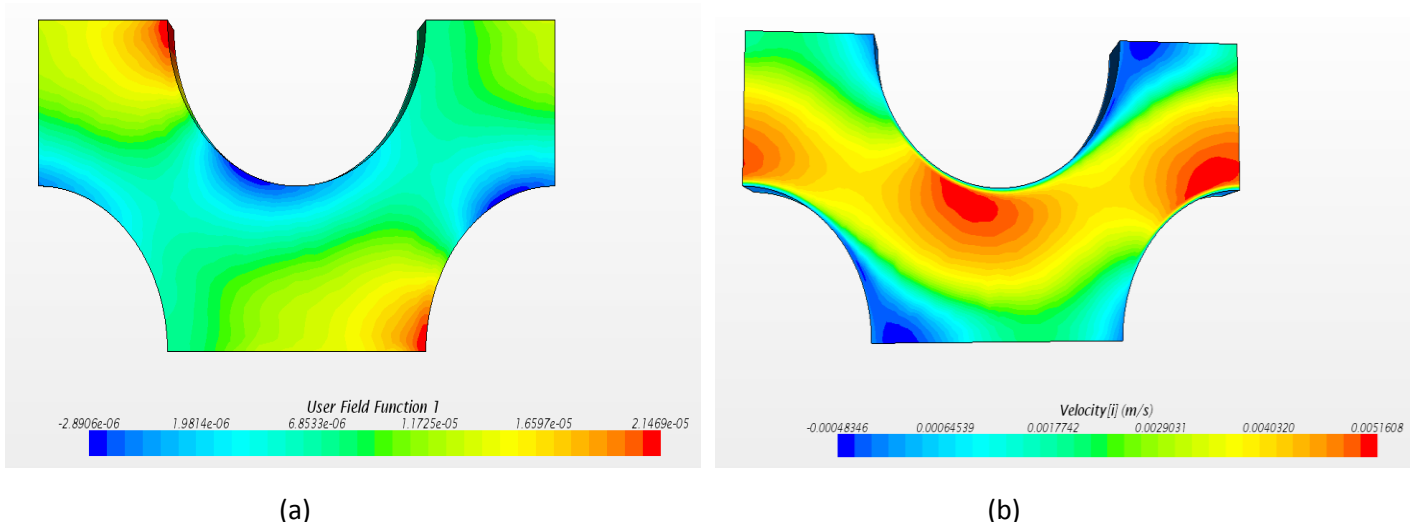 User Field Function 1
-2.8906e-06 1.9814e-06 6.8533e-06 1.1725e-05 1.6597e-05 2.1469e-05
Velocity[i] (m/s)
-0.00048346 0.00064539 0.0017742 0.0029031 0.0040320 0.0051608
(a)
(b)